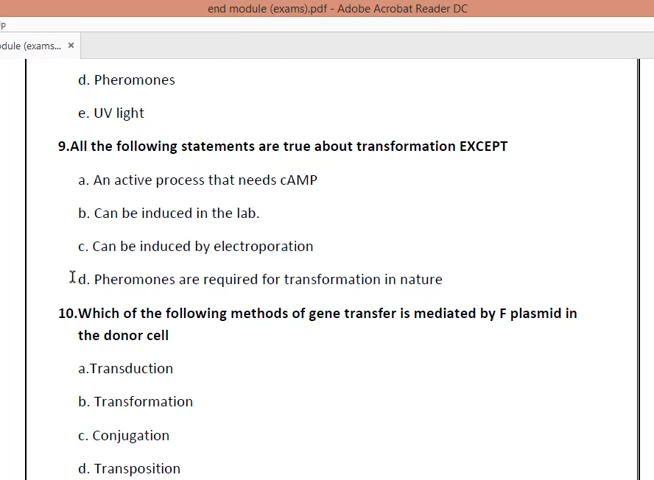 end module (exams).pdf - Adobe Acrobat Reader DC
lp
odule (exams... ×
d. Pheromones
e. UV light
9.All the following statements are true about transformation EXCEPT
a. An active process that needs cAMP
b. Can be induced in the lab.
c. Can be induced by electroporation
d. Pheromones are required for transformation in nature
10.Which of the following methods of gene transfer is mediated by F plasmid in
the donor cell
a.Transduction
b. Transformation
c. Conjugation
d. Transposition